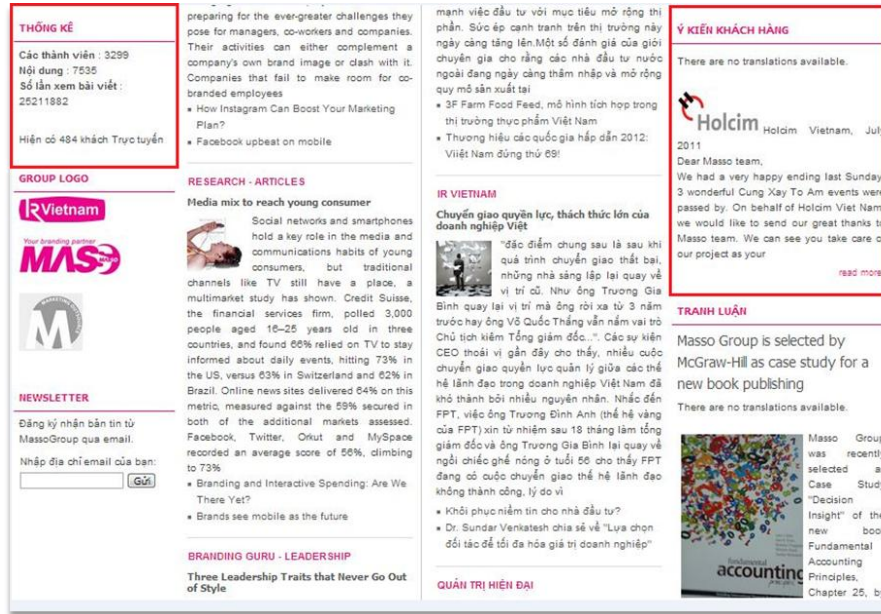 THỐNG KÊ
Các thành viên : 3299
Nội dung : 7535
Số lần xem bài viết :
25211882
Hiện có 484 khách Trực tuyến
GROUP LOGO
IRVietnam
Your branding partner
MASSO
MARKETING OUTSOURCE
M
NEWSLETTER
Đăng ký nhận bản tin từ
MassoGroup qua email.
Nhập địa chỉ email của bạn:
Gửi
preparing for the ever-greater challenges they
pose for managers, co-workers and companies.
Their activities can either complement a
company's own brand image or clash with it.
Companies that fail to make room for co-
branded employees
How Instagram Can Boost Your Marketing
Plan?
Facebook upbeat on mobile
RESEARCH - ARTICLES
Media mix to reach young consumer
Social networks and smartphones
hold a key role in the media and
communications habits of young
consumers, but traditional
channels like TV still have a place, a
multimarket study has shown. Credit Suisse,
the financial services firm, polled 3,000
people aged 16–25 years old in three
countries, and found 66% relied on TV to stay
informed about daily events, hitting 73% in
the US, versus 63% in Switzerland and 62% in
Brazil. Online news sites delivered 64% on this
metric, measured against the 59% secured in
both of the additional markets assessed.
Facebook, Twitter, Orkut and MySpace
recorded an average score of 56%, climbing
to 73%
Branding and Interactive Spending: Are We
There Yet?
Brands see mobile as the future
BRANDING GURU - LEADERSHIP
Three Leadership Traits that Never Go Out
of Style
mạnh việc đầu tư với mục tiêu mở rộng thị
phần. Sức ép cạnh tranh trên thị trường này
ngày càng tăng lên.Một số đánh giá của giới
chuyên gia cho rằng các nhà đầu tư nước
ngoài đang ngày càng thâm nhập và mở rộng
quy mô sản xuất tại
3F Farm Food Feed, mô hình tích hợp trong
thị trường thực phẩm Việt Nam
Thương hiệu các quốc gia hấp dẫn 2012:
Viiệt Nam đứng thứ 69!
IR VIETNAM
Chuyển giao quyền lực, thách thức lớn của
doanh nghiệp Việt
"đặc điểm chung sau là sau khi
quá trình chuyển giao thất bại,
những nhà sáng lập lại quay về
vị trí cũ. Như ông Trương Gia
Bình quay lại vị trí mà ông rời xa từ 3 năm
trước hay ông Võ Quốc Thắng vẫn nắm vai trò
Chủ tịch kiêm Tổng giám đốc...". Các sự kiện
CEO thoái vị gần đây cho thấy, nhiều cuộc
chuyển giao quyền lực quản lý giữa các thế
hệ lãnh đạo trong doanh nghiệp Việt Nam đã
khó thành bởi nhiều nguyên nhân. Nhắc đến
FPT, việc ông Trương Đình Anh (thế hệ vàng
của FPT) xin từ nhiệm sau 18 tháng làm tổng
giám đốc và ông Trương Gia Bình lại quay về
ngồi chiếc ghế nóng ở tuổi 56 cho thấy FPT
đang có cuộc chuyển giao thế hệ lãnh đạo
không thành công, lý do vì
Khôi phục niềm tin cho nhà đầu tư?
Dr. Sundar Venkatesh chia sẻ về "Lựa chọn
đối tác để tối đa hóa giá trị doanh nghiệp"
QUẢN TRỊ HIỆN ĐẠI
Ý KIẾN KHÁCH HÀNG
There are no translations available.
Holcim
Holcim Vietnam, July
2011
Dear Masso team,
We had a very happy ending last Sunday.
3 wonderful Cung Xay To Am events were
passed by. On behalf of Holcim Viet Nam
we would like to send our great thanks to
Masso team. We can see you take care of
our project as your
read more
TRANH LUẬN
Masso Group is selected by
McGraw-Hill as case study for a
new book publishing
There are no translations available.
Masso Group
was recently
selected a
Case Study
"Decision
Insight" of the
new boo
Fundamental
Accounting
Principles,
Chapter 25, by
fundamental
accounting
principles